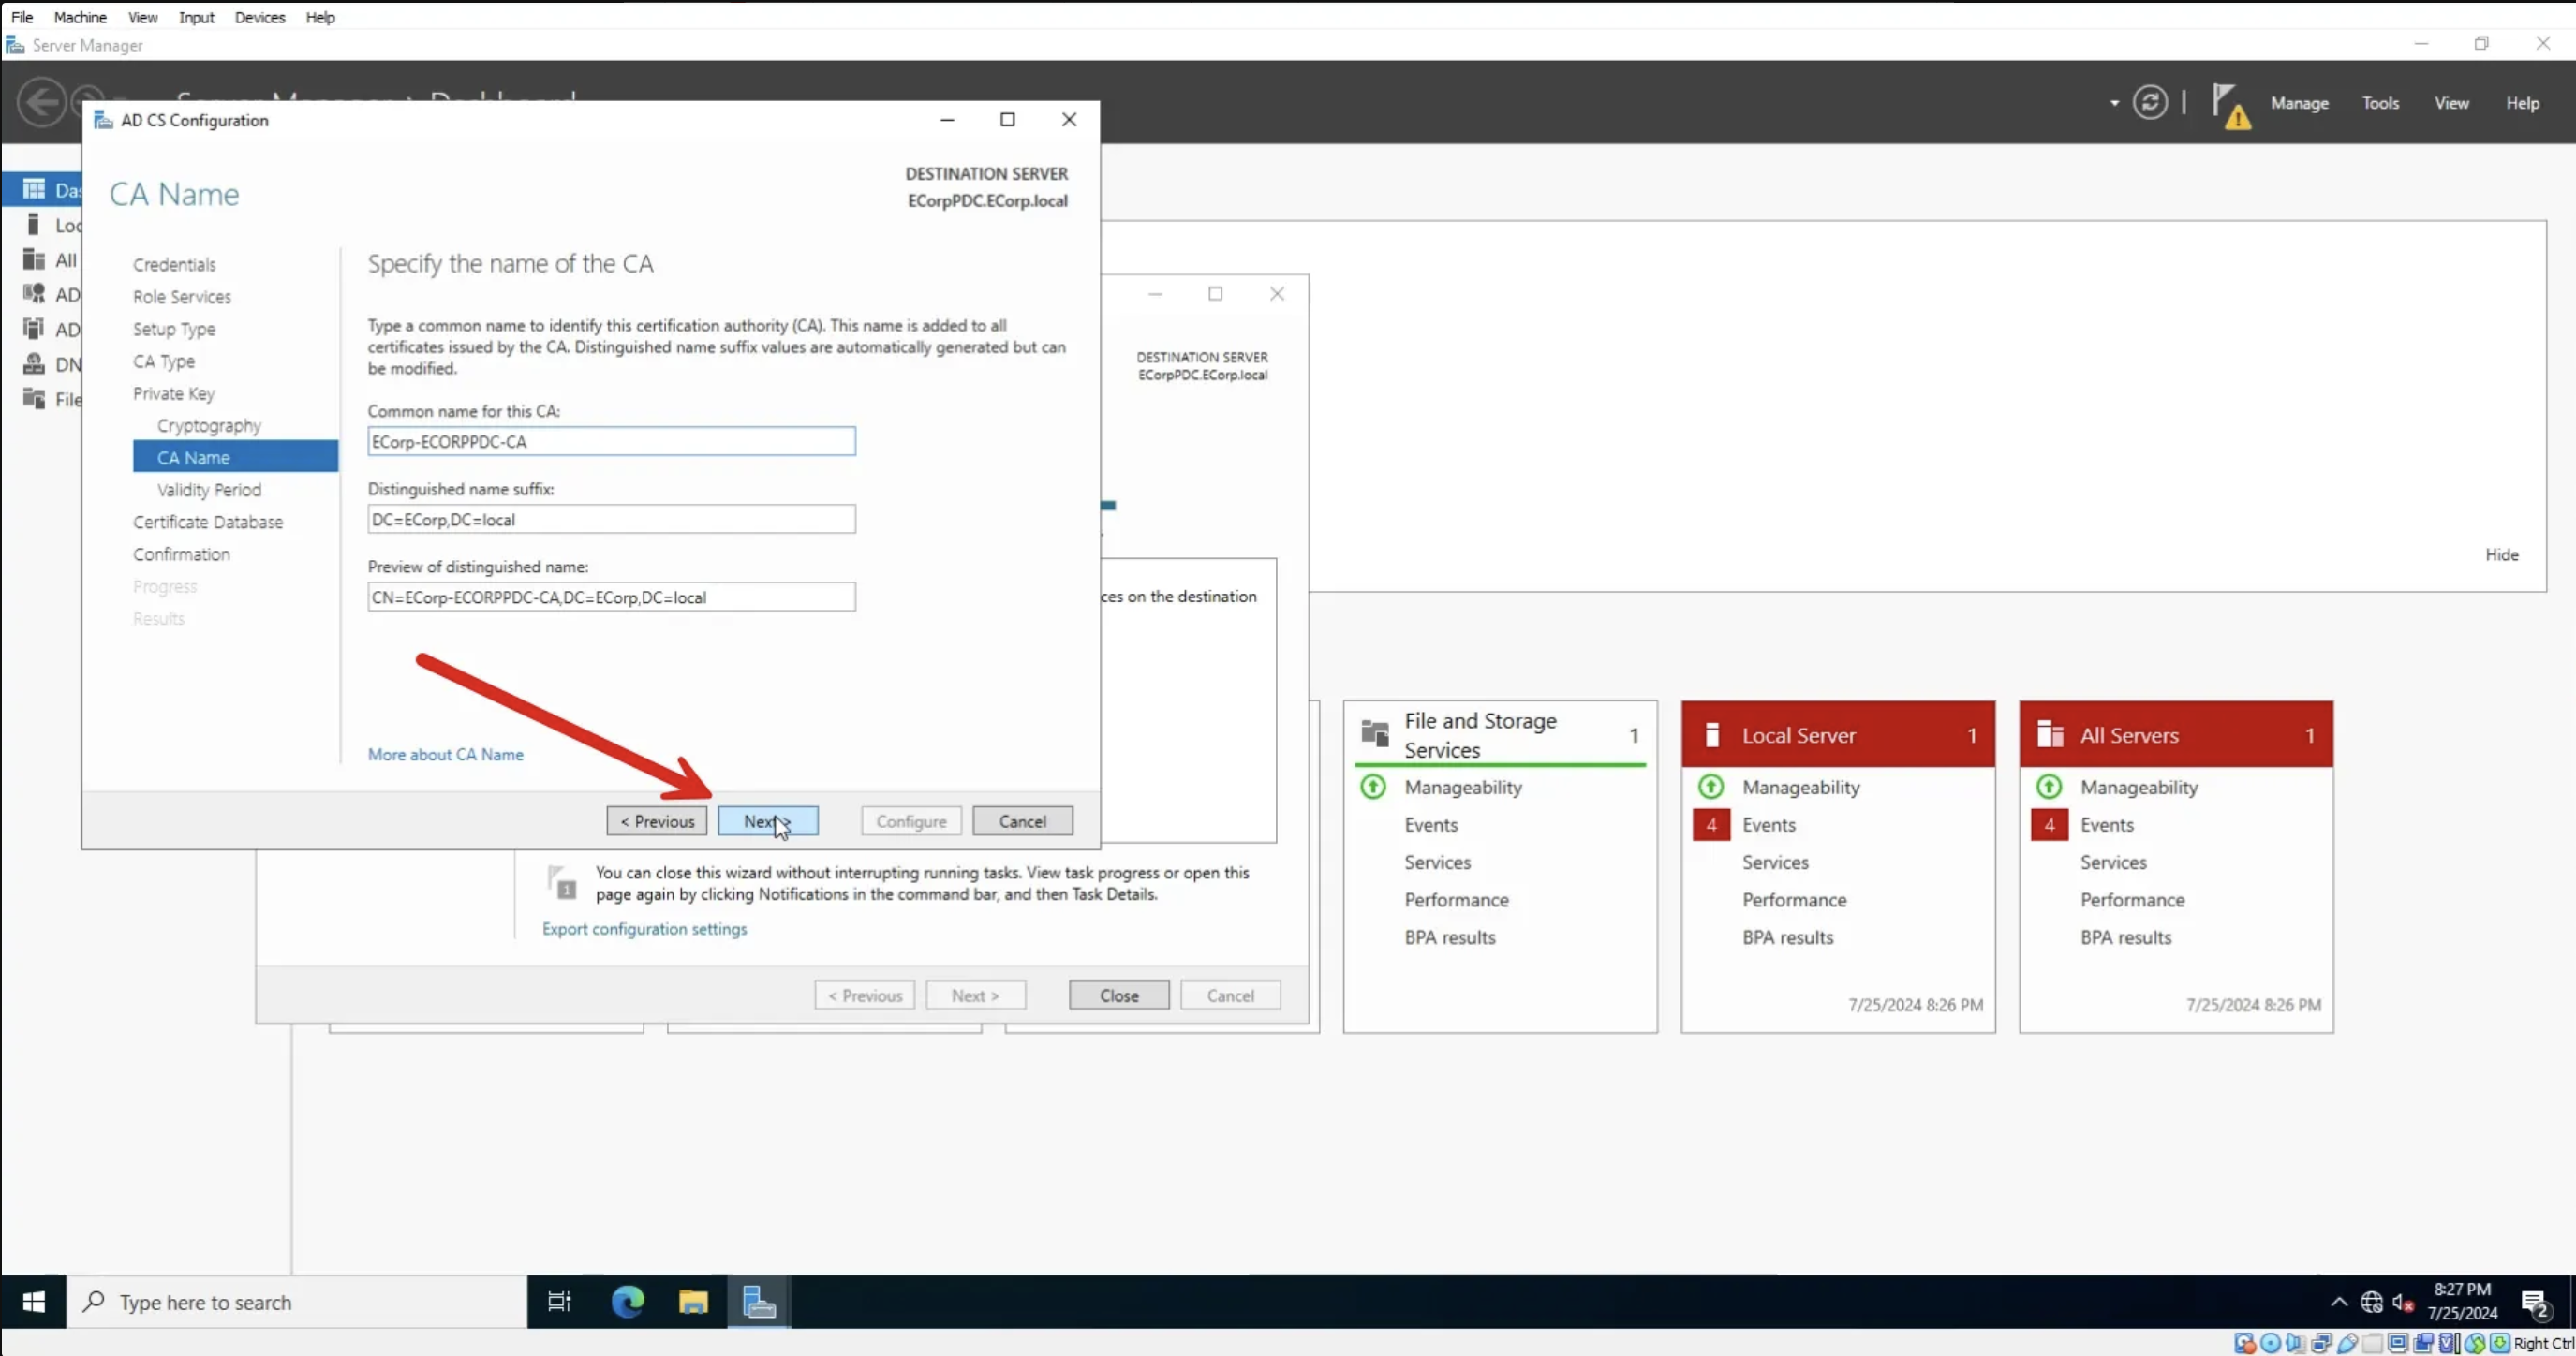 File Machine View Input Devices Help
Server Manager
Manage Tools View Help
AD CS Configuration
CA Name
DESTINATION SERVER
ECorpPDC.ECorp.local
Credentials
Role Services
Setup Type
CA Type
Private Key
Cryptography
CA Name
Validity Period
Certificate Database
Confirmation
Progress
Results
Specify the name of the CA
Type a common name to identify this certification authority (CA). This name is added to all
certificates issued by the CA. Distinguished name suffix values are automatically generated but can
be modified.
Common name for this CA:
ECorp-ECORPPDC-CA
Distinguished name suffix:
DC=ECorp,DC=local
Preview of distinguished name:
CN=ECorp-ECORPPDC-CA,DC=ECorp,DC=local
More about CA Name
< Previous
Next >
Configure
Cancel
Das
Loc
All
AD
AD
DN
File
DESTINATION SERVER
ECorpPDC.ECorp.local
ces on the destination
1
You can close this wizard without interrupting running tasks. View task progress or open this
page again by clicking Notifications in the command bar, and then Task Details.
Export configuration settings
< Previous
Next >
Close
Cancel
Hide
File and Storage
Services
1
Manageability
Events
Services
Performance
BPA results
Local Server 1
Manageability
4 Events
Services
Performance
BPA results
7/25/2024 8:26 PM
All Servers 1
Manageability
4 Events
Services
Performance
BPA results
7/25/2024 8:26 PM
Type here to search
8:27 PM
7/25/2024
2
Right Ctrl